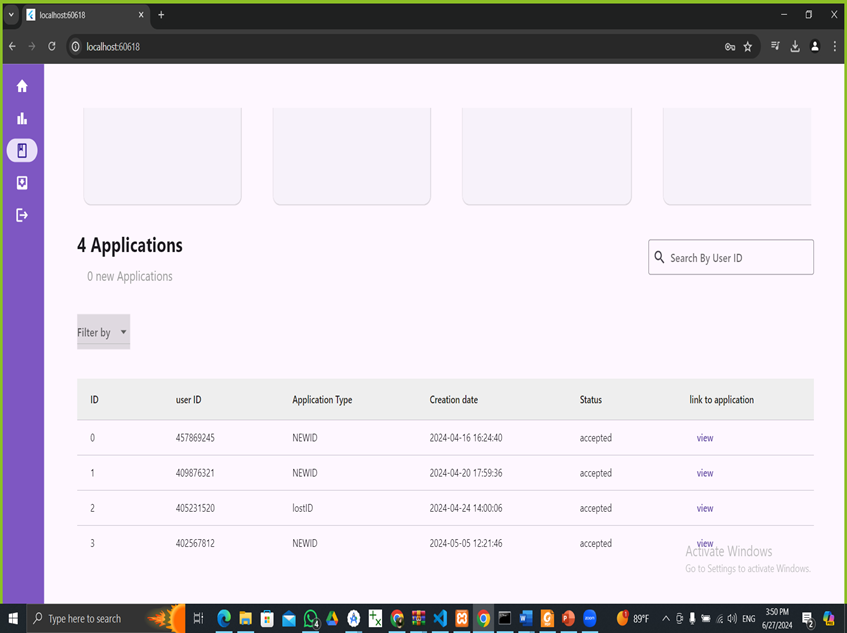 localhost:60618
localhost:60618
4 Applications
0 new Applications
Search By User ID
Filter by
ID user ID Application Type Creation date Status link to application
0 457869245 NEWID 2024-04-16 16:24:40 accepted view
1 409876321 NEWID 2024-04-20 17:59:36 accepted view
2 405231520 lostID 2024-04-24 14:00:06 accepted view
3 402567812 NEWID 2024-05-05 12:21:46 accepted view
Activate Windows
Go to Settings to activate Windows.
Type here to search
89°F
ENG
3:50 PM
6/27/2024
2